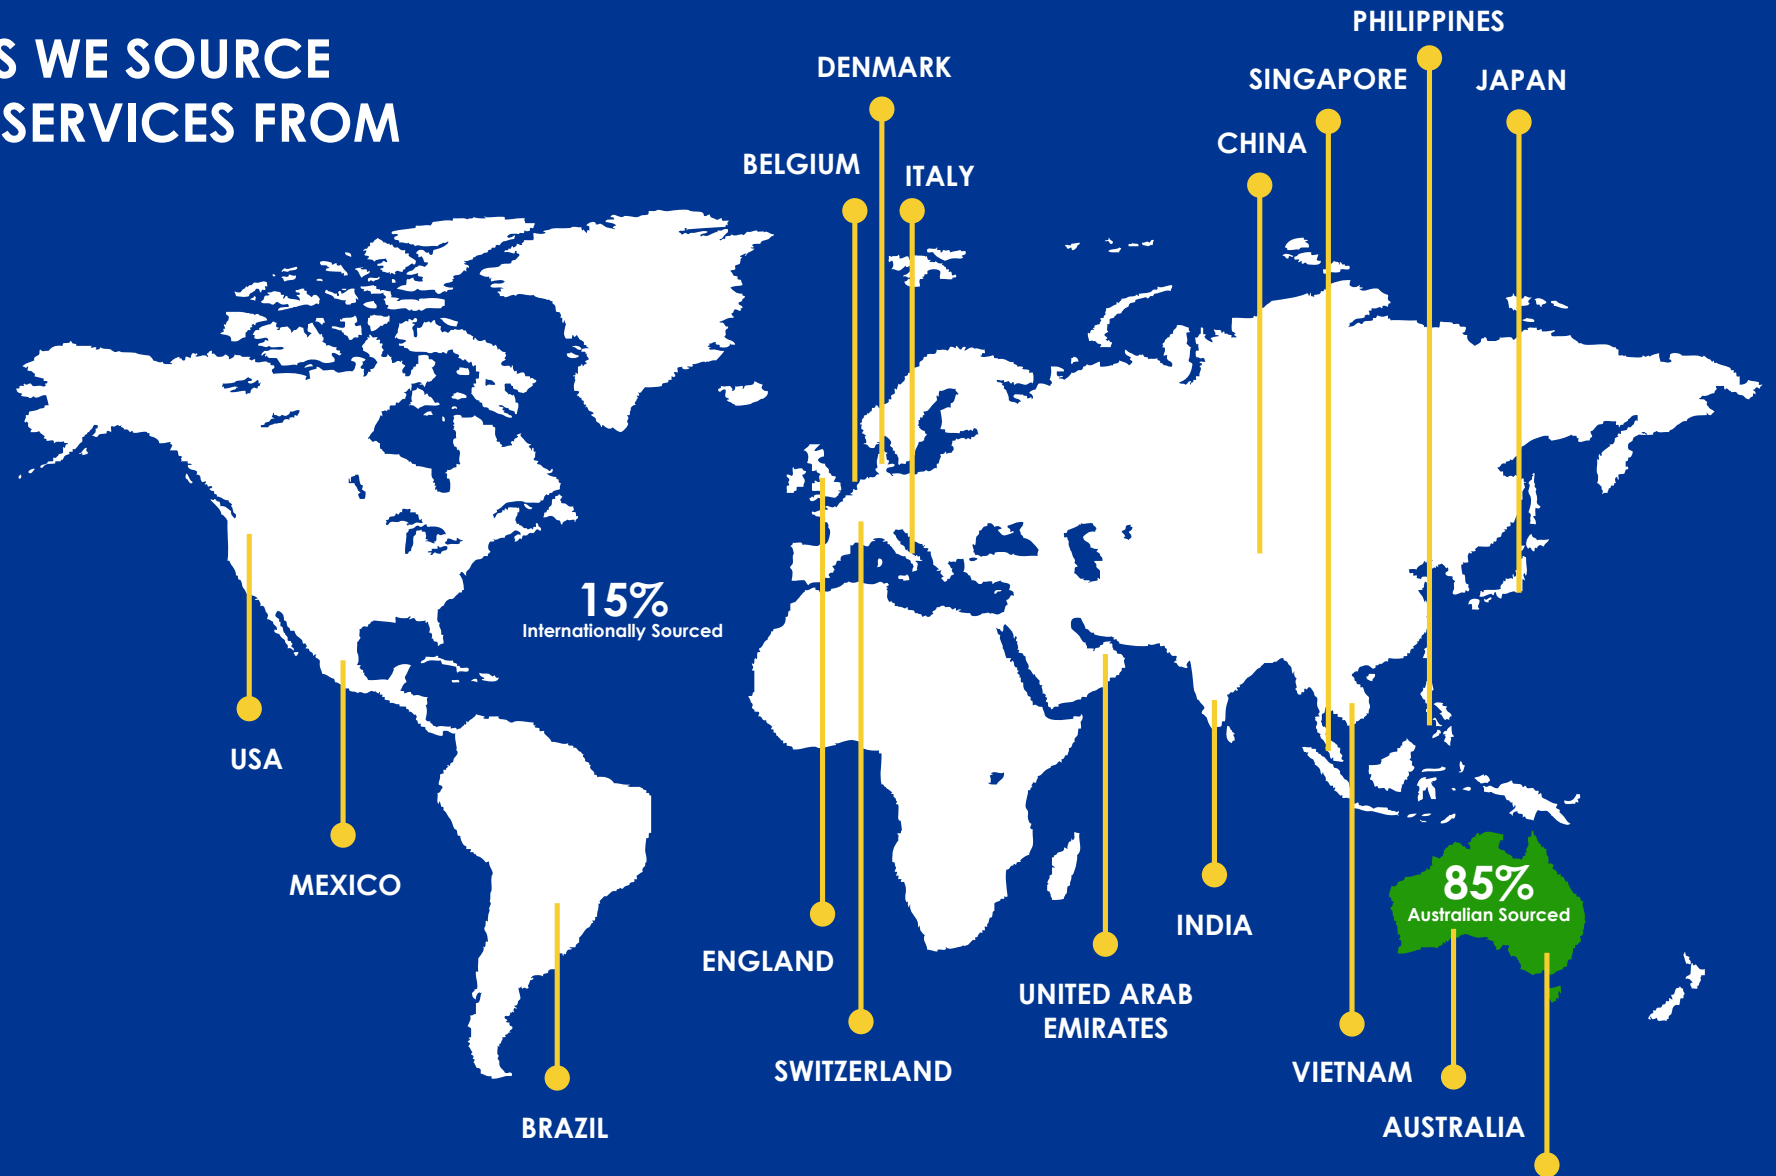 S WE SOURCE
SERVICES FROM
PHILIPPINES
DENMARK
SINGAPORE
JAPAN
CHINA
BELGIUM
ITALY
15%
Internationally Sourced
USA
MEXICO
85%
Australian Sourced
INDIA
ENGLAND
UNITED ARAB
EMIRATES
SWITZERLAND
VIETNAM
BRAZIL
AUSTRALIA